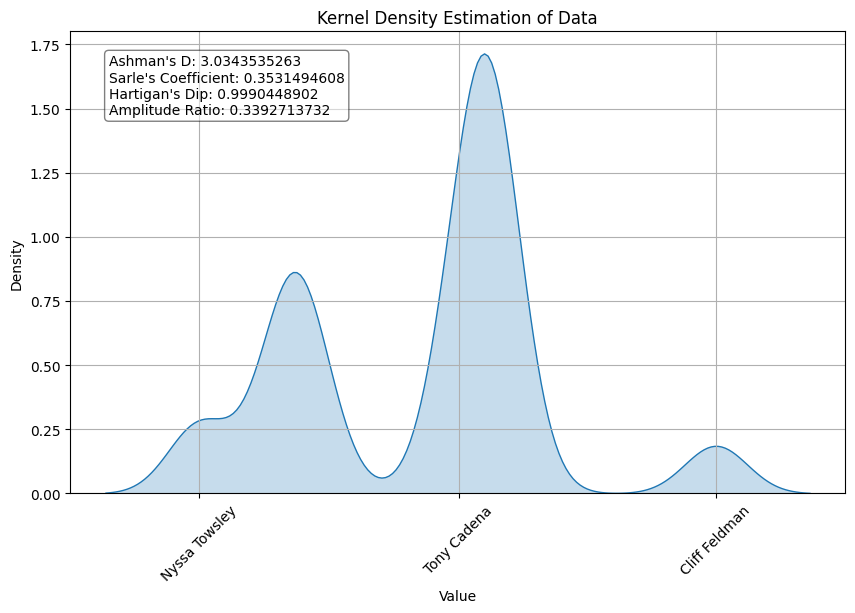 Kernel Density Estimation of Data
1.75
1.50
1.25
1.00
0.75
0.50
0.25
0.00
Density
Ashman's D: 3.0343535263
Sarle's Coefficient: 0.3531494608
Hartigan's Dip: 0.9990448902
Amplitude Ratio: 0.3392713732
Nyssa Towsley
Tony Cadena
Cliff Feldman
Value